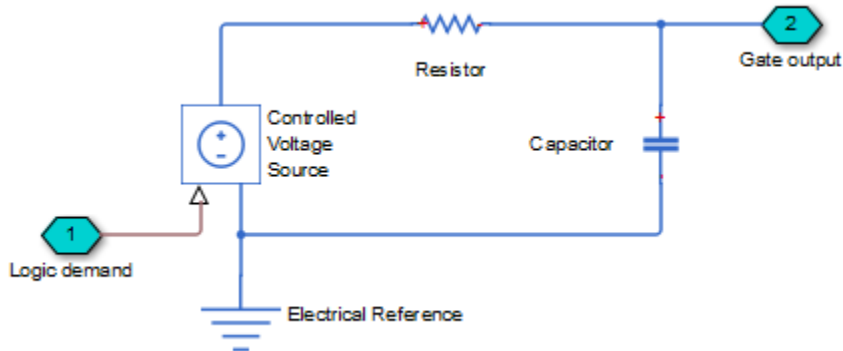 2
Gate output
Resistor
Controlled
Voltage
Source
Capacitor
1
Logic demand
Electrical Reference